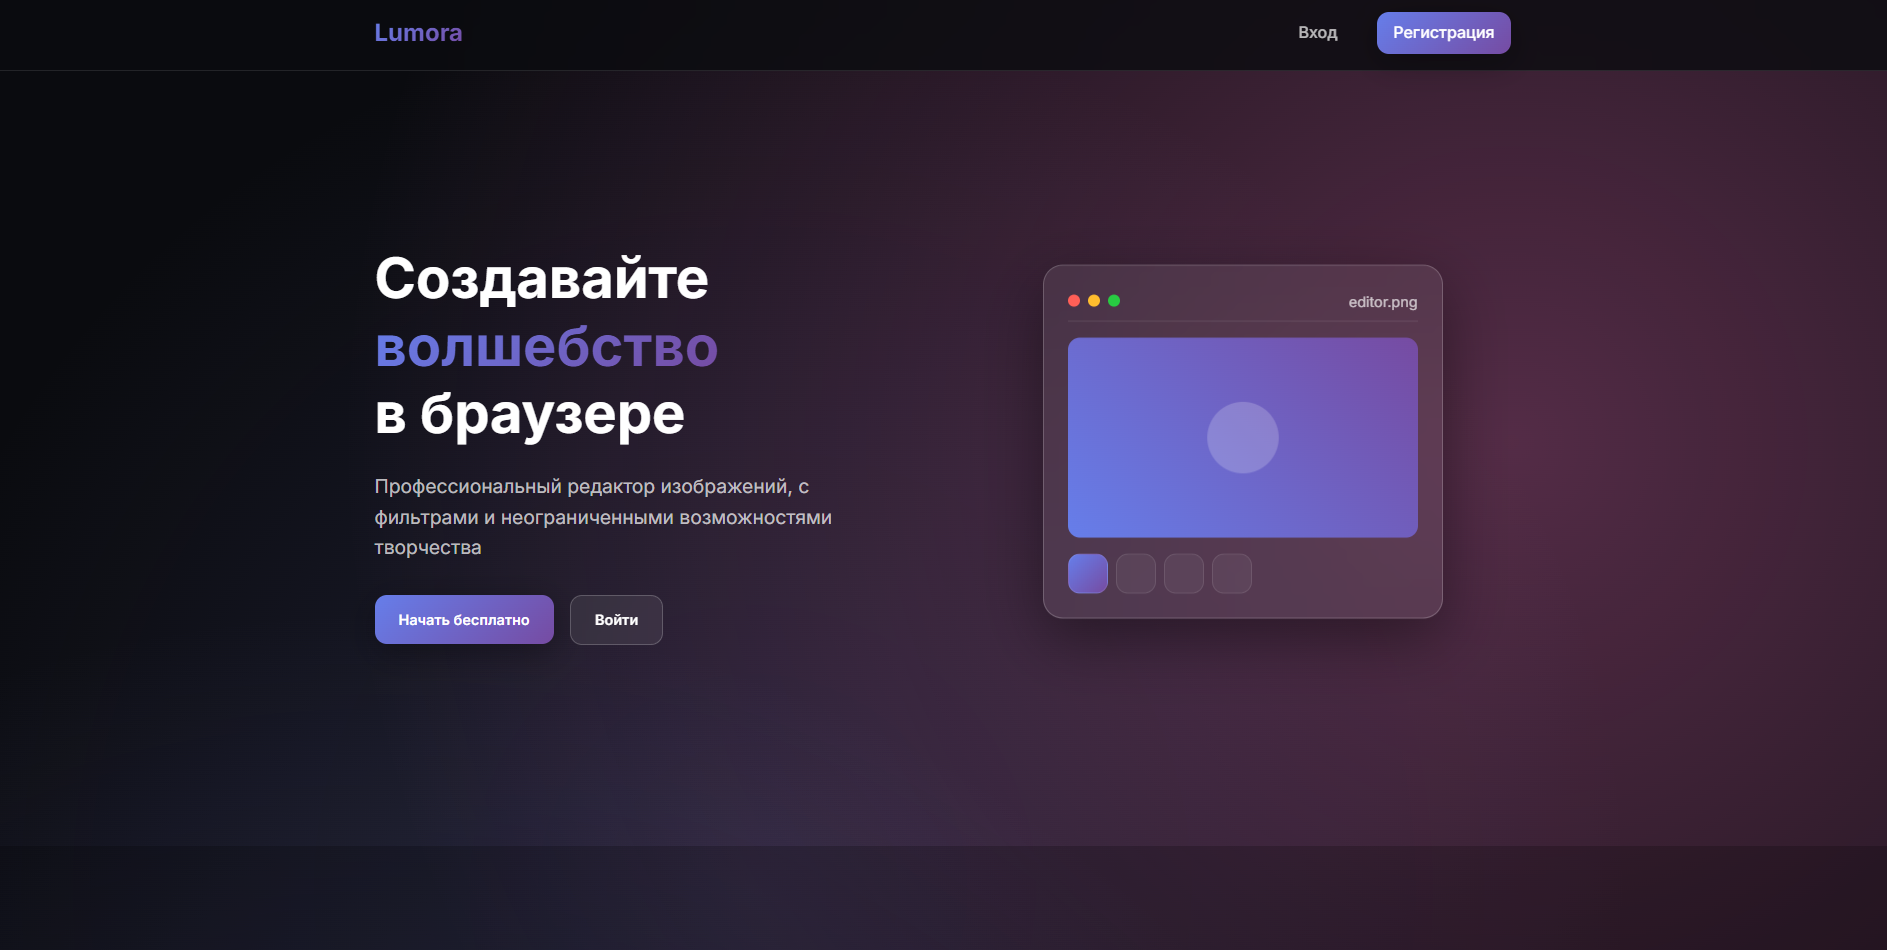 Lumora
Вход
Регистрация
Создавайте
волшебство
в браузере
Профессиональный редактор изображений, с
фильтрами и неограниченными возможностями
творчества
Начать бесплатно
Войти
editor.png